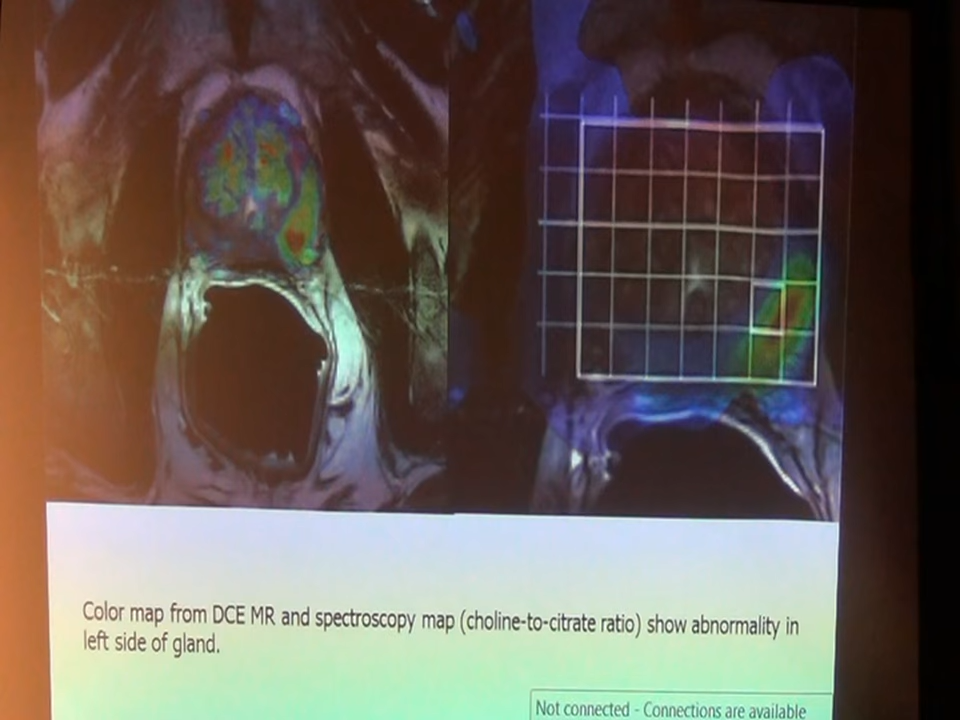 Color map from DCE MR and spectroscopy map (choline-to-citrate ratio) show abnormality in
left side of gland.
Not connected - Connections are available